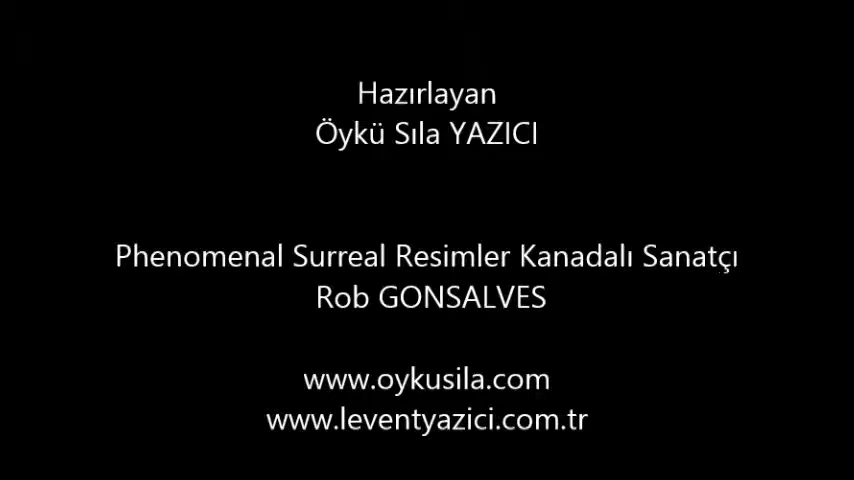 Hazırlayan
Öykü Sıla YAZICI
Phenomenal Surreal Resimler Kanadalı Sanatçı
Rob GONSALVES
www.oykusila.com
www.leventyazici.com.tr